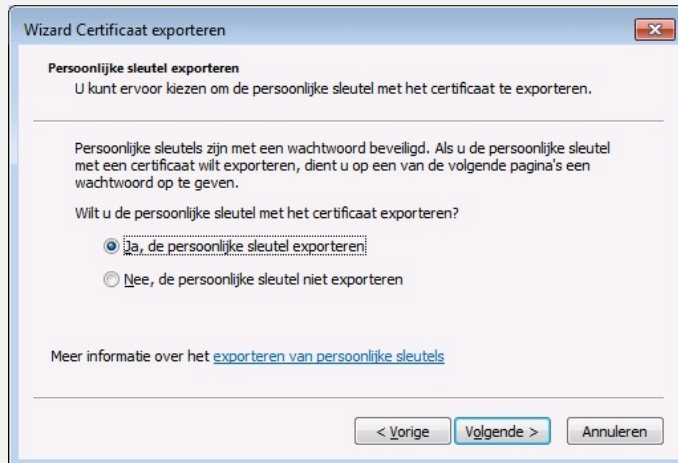 Wizard Certificaat exporteren
Persoonlijke sleutel exporteren
U kunt ervoor kiezen om de persoonlijke sleutel met het certificaat te exporteren.
Persoonlijke sleutels zijn met een wachtwoord beveiligd. Als u de persoonlijke sleutel
met een certificaat wilt exporteren, dient u op een van de volgende pagina's een
wachtwoord op te geven.
Wilt u de persoonlijke sleutel met het certificaat exporteren?
Ja, de persoonlijke sleutel exporteren
Nee, de persoonlijke sleutel niet exporteren
Meer informatie over het exporteren van persoonlijke sleutels
< Vorige Volgende > Annuleren